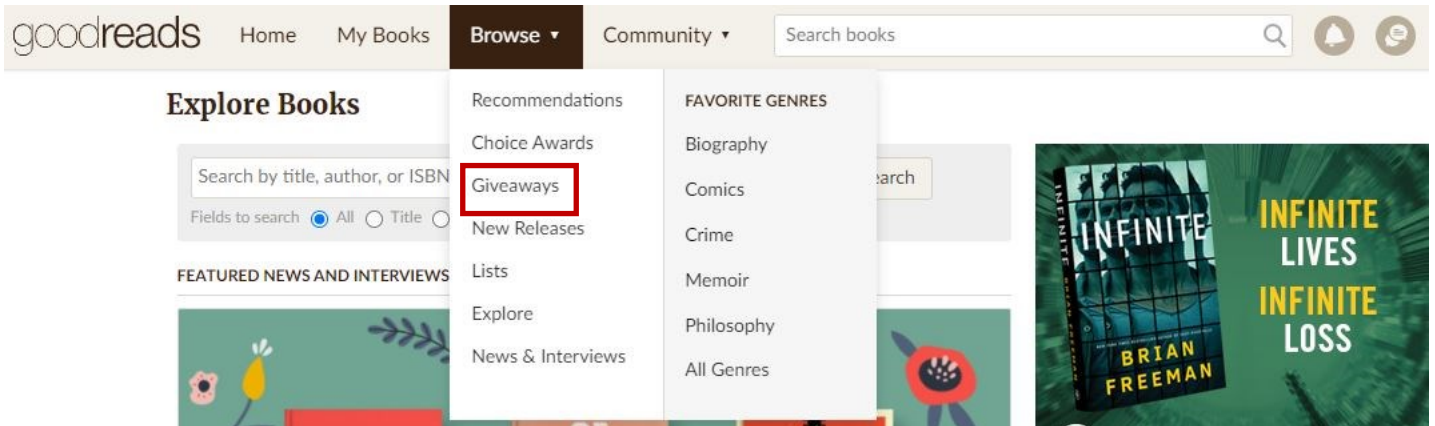 goodreads Home My Books Browse ▾ Community ▾ Search books
Explore Books
Search by title, author, or ISBN
earch
Fields to search All Title
FEATURED NEWS AND INTERVIEWS
Recommendations
Choice Awards
Giveaways
New Releases
Lists
Explore
News & Interviews
FAVORITE GENRES
Biography
Comics
Crime
Memoir
Philosophy
All Genres
INFINITE
INFINITE
BRIAN
FREEMAN
INFINITE
LIVES
INFINITE
LOSS